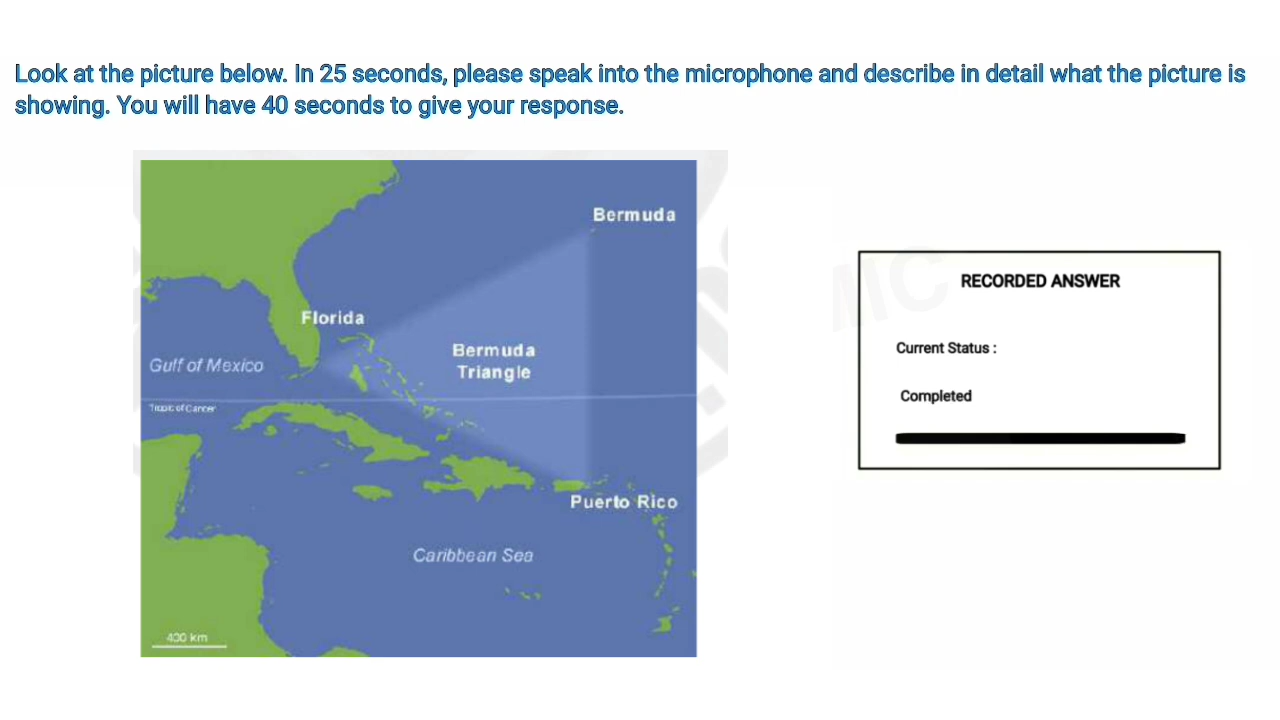 Look at the picture below. In 25 seconds, please speak into the microphone and describe in detail what the picture is
showing. You will have 40 seconds to give your response.
Bermuda
Florida
Bermuda
Triangle
Gulf of Mexico
Tropic of Cancer
Puerto Rico
Caribbean Sea
400 km
RECORDED ANSWER
Current Status :
Completed